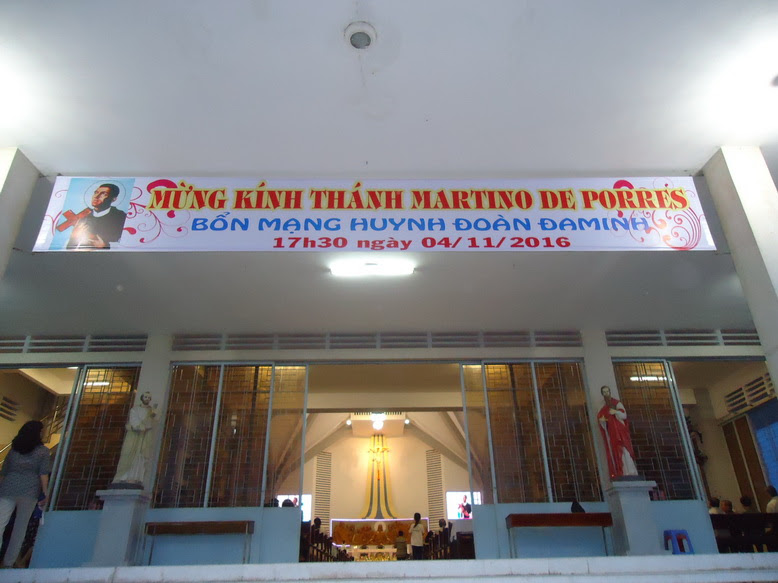 MỪNG KÍNH THÁNH MARTINO DE PORRES
BỔN MẠNG HUYNH ĐOÀN ĐAMINH
17h30 ngày 04/11/2016